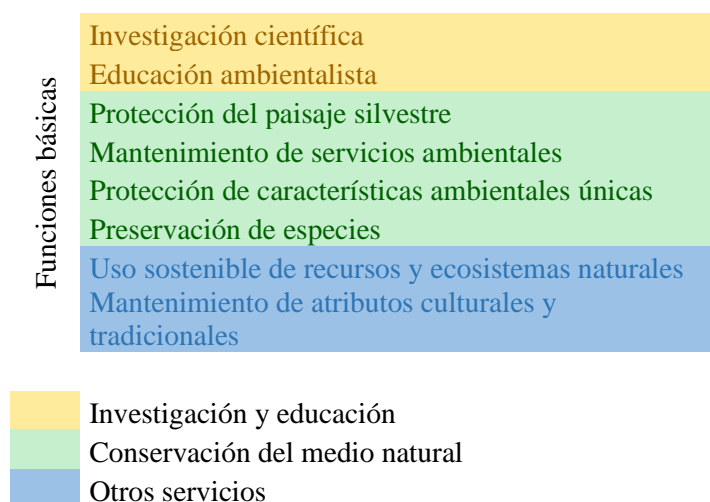 Funciones básicas
Investigación científica
Educación ambientalista
Protección del paisaje silvestre
Mantenimiento de servicios ambientales
Protección de características ambientales únicas
Preservación de especies
Uso sostenible de recursos y ecosistemas naturales
Mantenimiento de atributos culturales y
tradicionales
Investigación y educación
Conservación del medio natural
Otros servicios